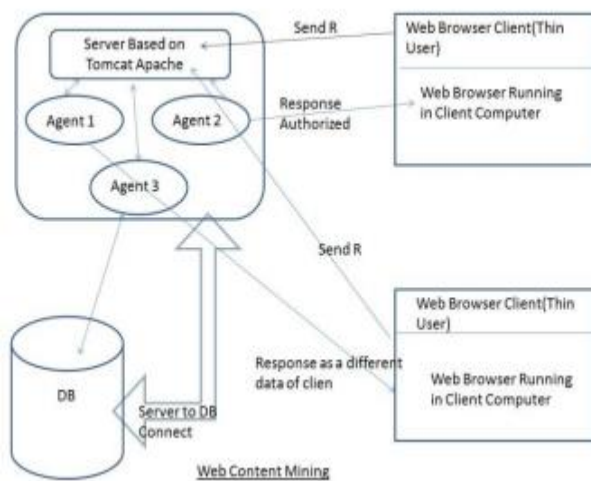 Server Based on
Tomcat Apache
Agent 1
Agent 2
Agent 3
Send R
Response
Authorized
Web Browser Client(Thin
User}
Web Browser Running
in Client Computer
Send R
Web Browser Client(Thin
User}
Web Browser Running
in Client Computer
Response as a different
data of clien
DB
Server to DB
Connect
Web Content Mining